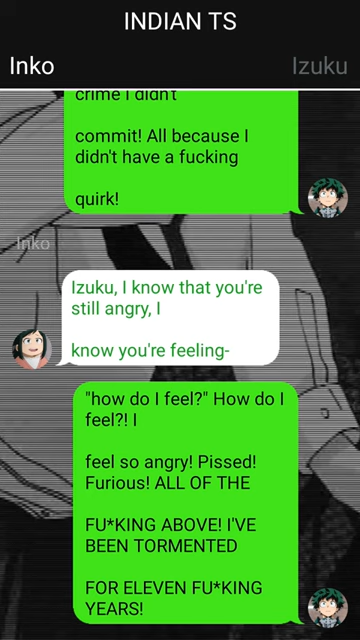 INDIAN TS
Inko
Izuku
crime I didn't
commit! All because I
didn't have a fucking
quirk!
Inko
Izuku, I know that you're
still angry, I
know you're feeling-
"how do I feel?" How do I
feel?! I
feel so angry! Pissed!
Furious! ALL OF THE
FU*KING ABOVE! I'VE
BEEN TORMENTED
FOR ELEVEN FU*KING
YEARS!